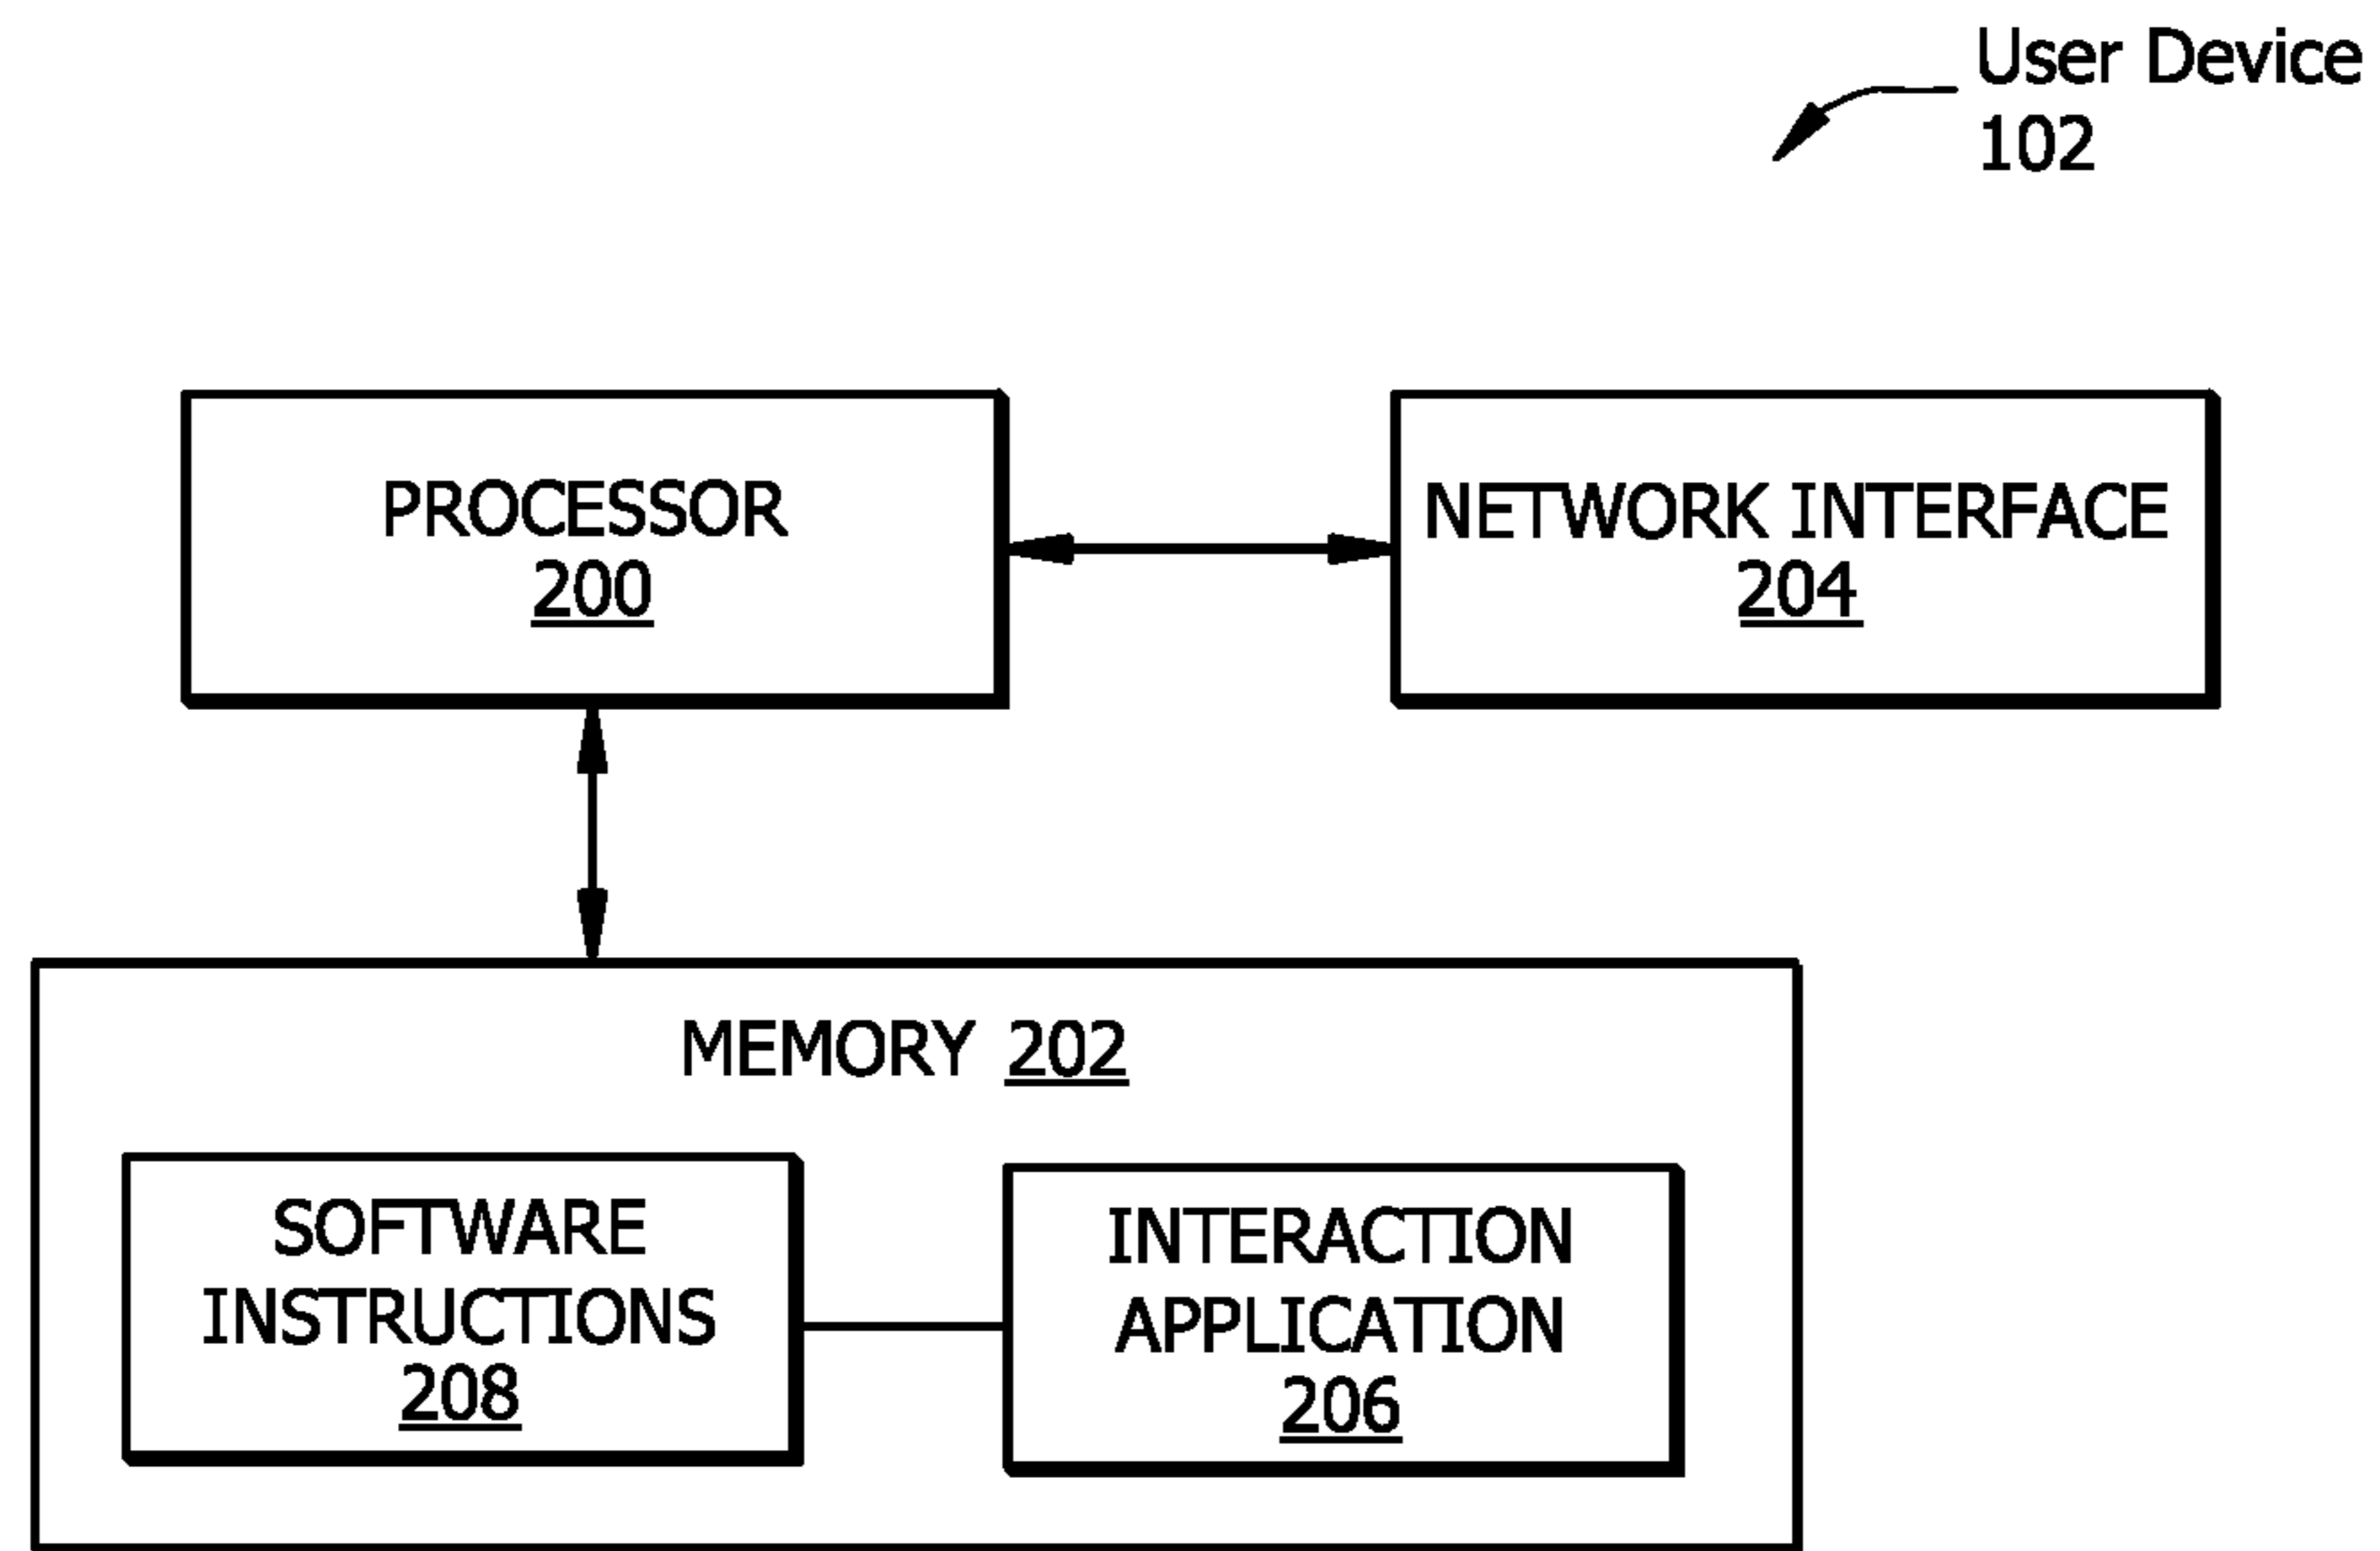 User Device
102
PROCESSOR
200
NETWORK INTERFACE
204
MEMORY 202
SOFTWARE
INSTRUCTIONS
208
INTERACTION
APPLICATION
206